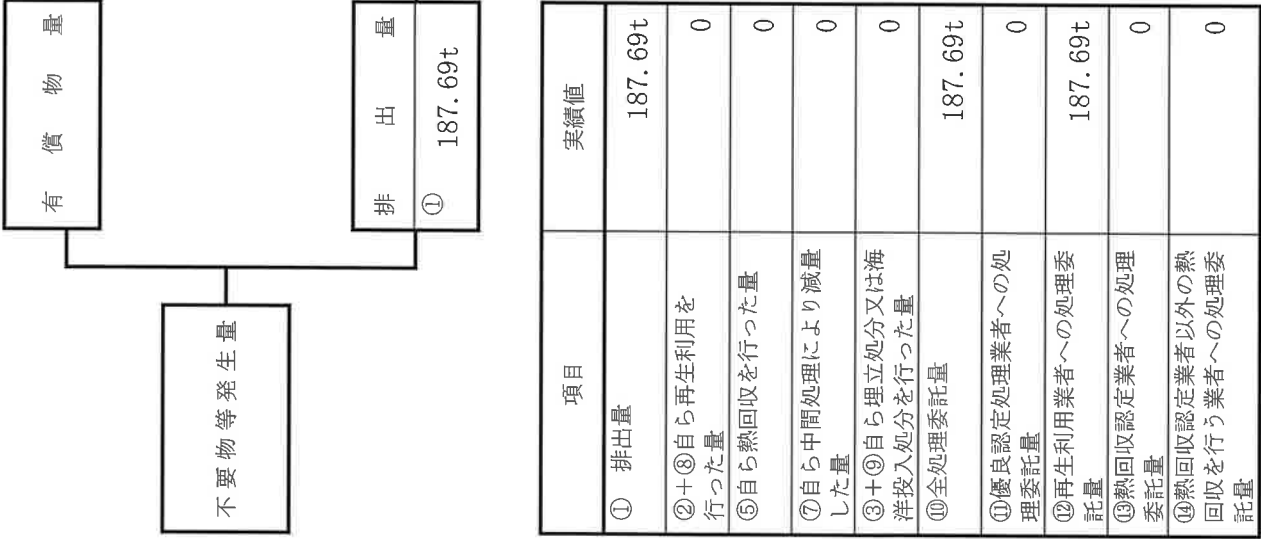 有償物量
不要物等発生量
排出量
① 187.69t
項目 実績値
① 排出量 187.69t
②+⑧自ら再生利用を
行った量 0
⑤自ら熱回収を行った量 0
⑦自ら中間処理により減量
した量 0
③+⑨自ら埋立処分又は海
洋投入処分を行った量 0
⑩全処理委託量 187.69t
⑪優良認定処理業者への処
理委託量 0
⑫再生利用業者への処理委
託量 187.69t
⑬熱回収認定業者への処理
委託量 0
⑭熱回収認定業者以外の熱
回収を行う業者への処理委
託量 0